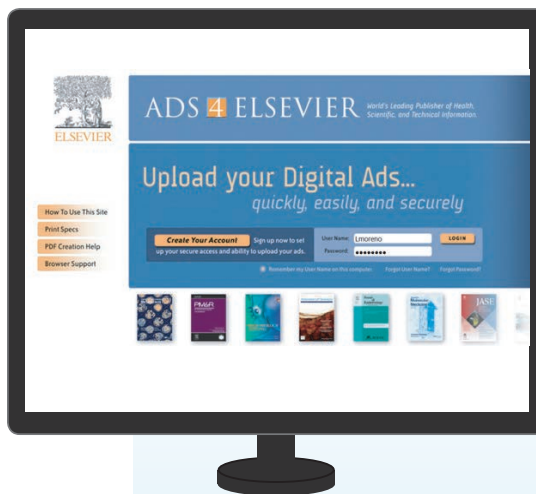 ELSEVIER
ADS 4 ELSEVIER
World's Leading Publisher of Health,
Scientific, and Technical Information.
Upload your Digital Ads...
quickly, easily, and securely
How To Use This Site
Print Specs
PDF Creation Help
Browser Support
Create Your Account Sign up now to set
up your secure access and ability to upload your ads.
User Name: Lmoreno LOGIN
Password:
Remember my User Name on this computer. Forgot User Name? Forgot Password?
PM&R
JASE